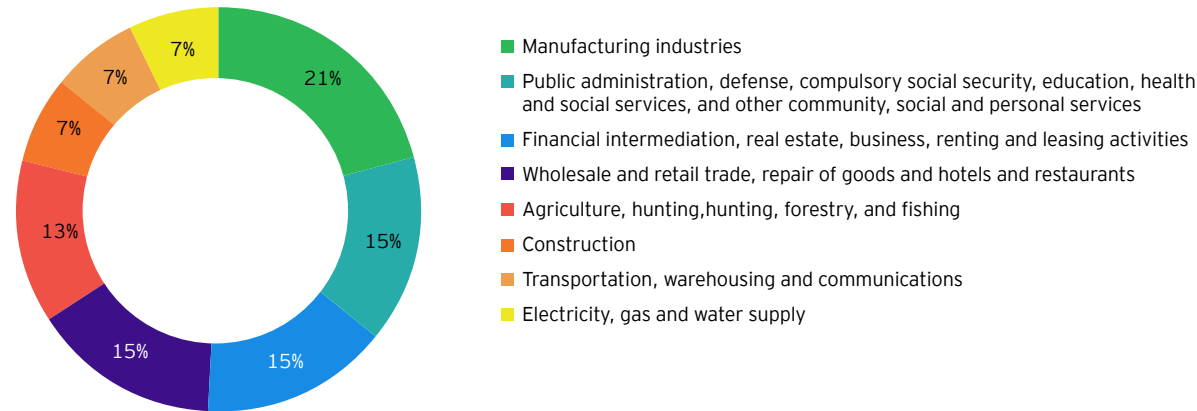 7%
21%
7%
7%
13%
15%
15%
15%
Manufacturing industries
Public administration, defense, compulsory social security, education, health
and social services, and other community, social and personal services
Financial intermediation, real estate, business, renting and leasing activities
Wholesale and retail trade, repair of goods and hotels and restaurants
Agriculture, hunting,hunting, forestry, and fishing
Construction
Transportation, warehousing and communications
Electricity, gas and water supply